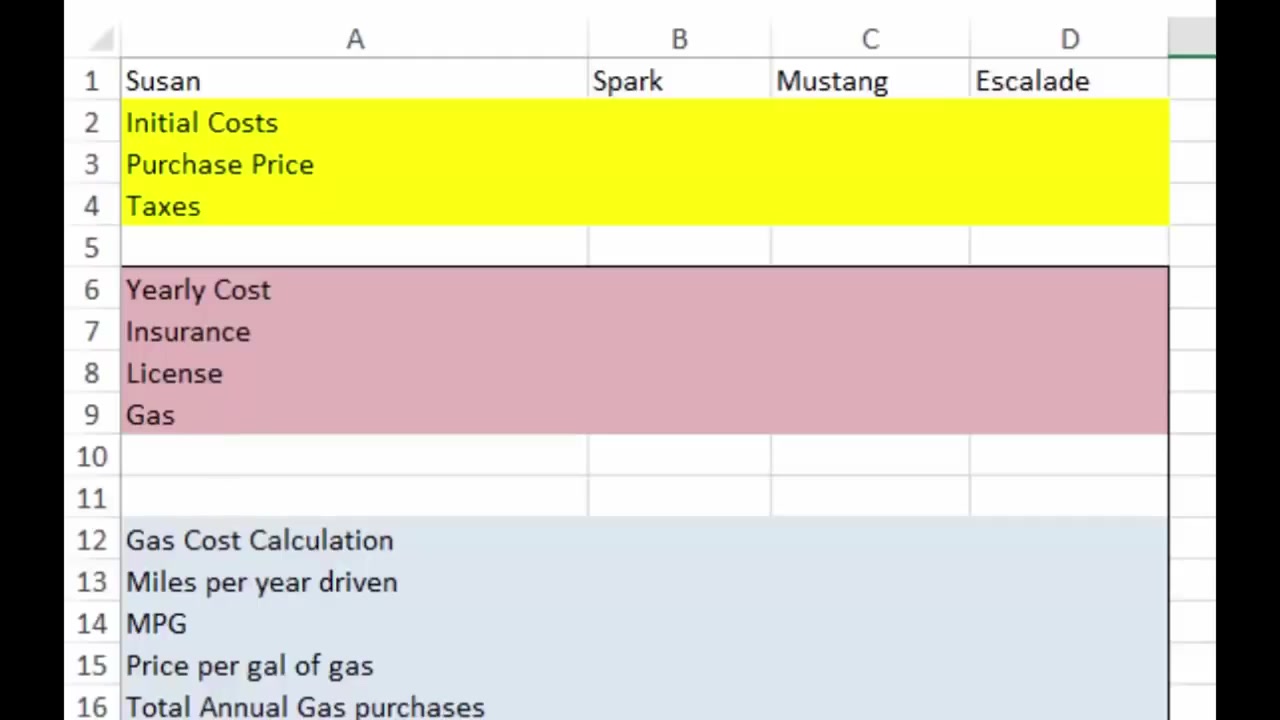 A B C D
1 Susan Spark Mustang Escalade
2 Initial Costs
3 Purchase Price
4 Taxes
5
6 Yearly Cost
7 Insurance
8 License
9 Gas
10
11
12 Gas Cost Calculation
13 Miles per year driven
14 MPG
15 Price per gal of gas
16 Total Annual Gas purchases